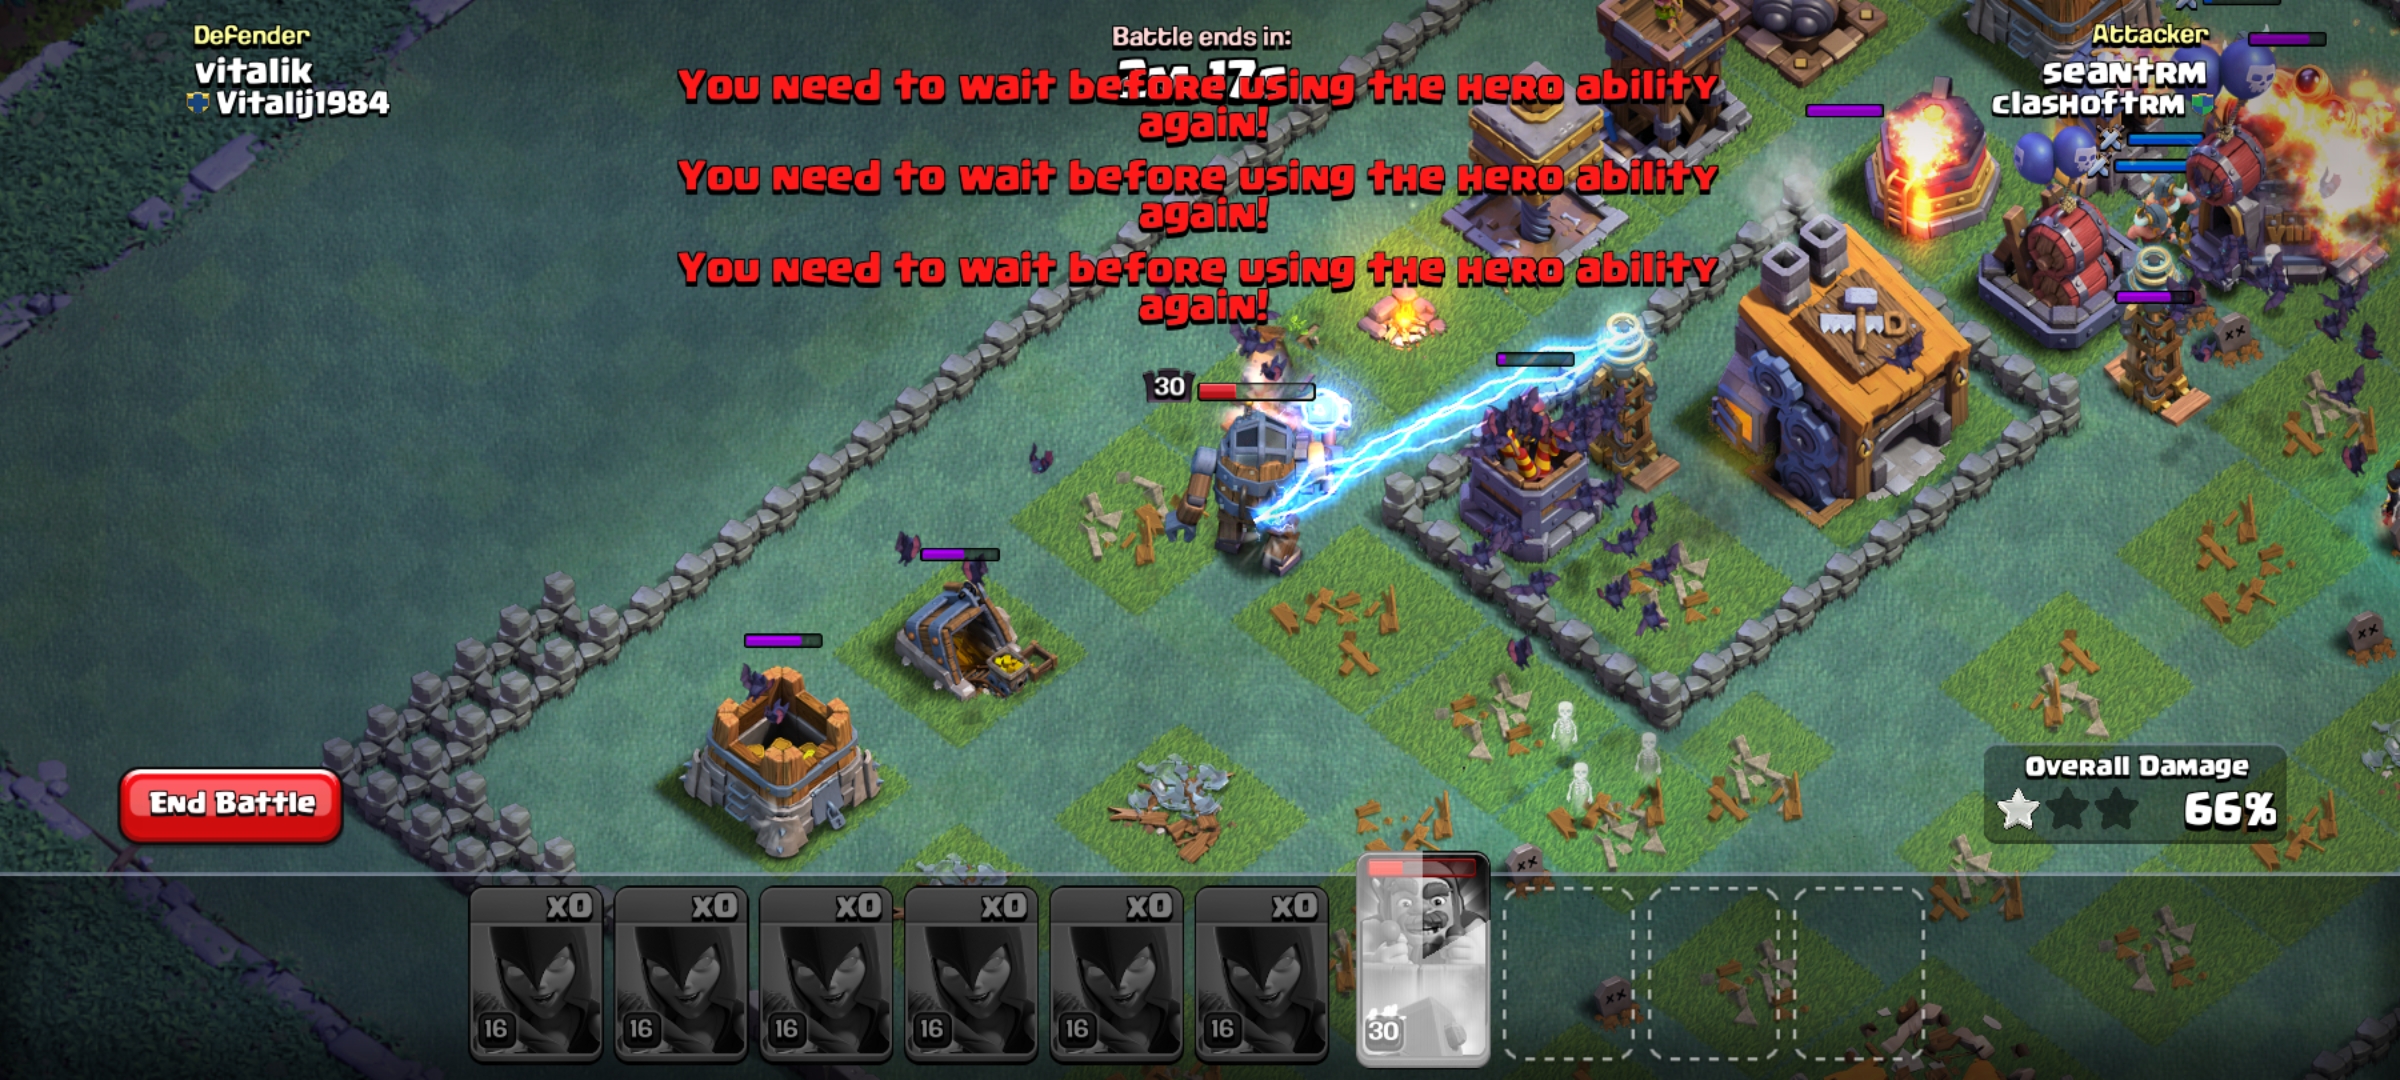 Defender
vitalik
Vitalij1984
Battle ends in:
2m 17s
Attacker
seantRM
clashoftRM
You need to wait before using the hero ability
again!
You need to wait before using the hero ability
again!
You need to wait before using the hero ability
again!
30
End Battle
Overall Damage
66%
x0
x0
x0
x0
x0
x0
16
16
16
16
16
16
30